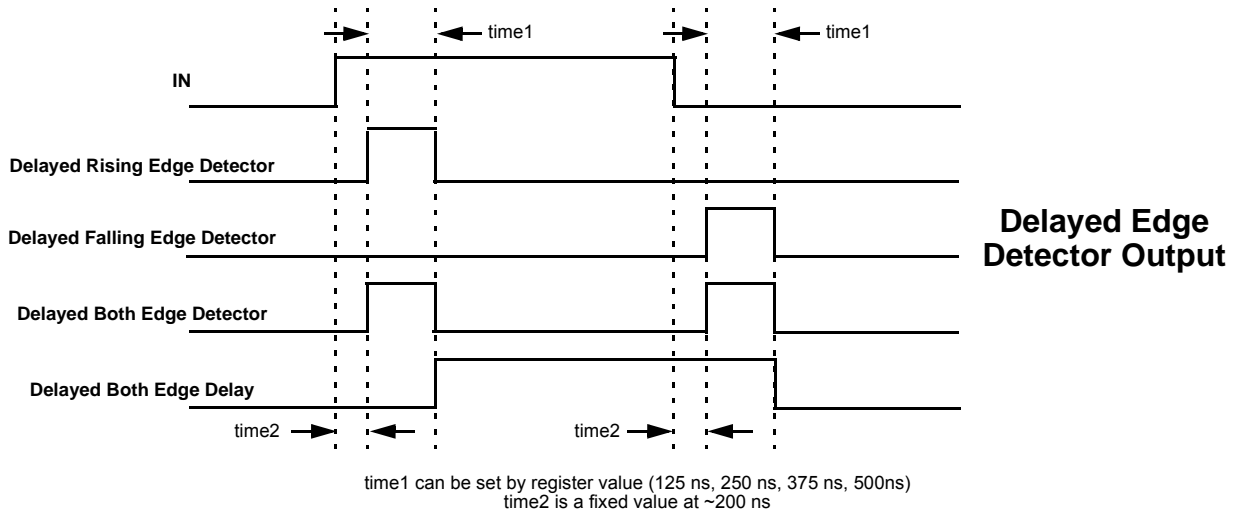 time1
time1
IN
Delayed Rising Edge Detector
Delayed Falling Edge Detector
Delayed Edge
Detector Output
Delayed Both Edge Detector
Delayed Both Edge Delay
time2
time2
time1 can be set by register value (125 ns, 250 ns, 375 ns, 500ns)
time2 is a fixed value at ~200 ns